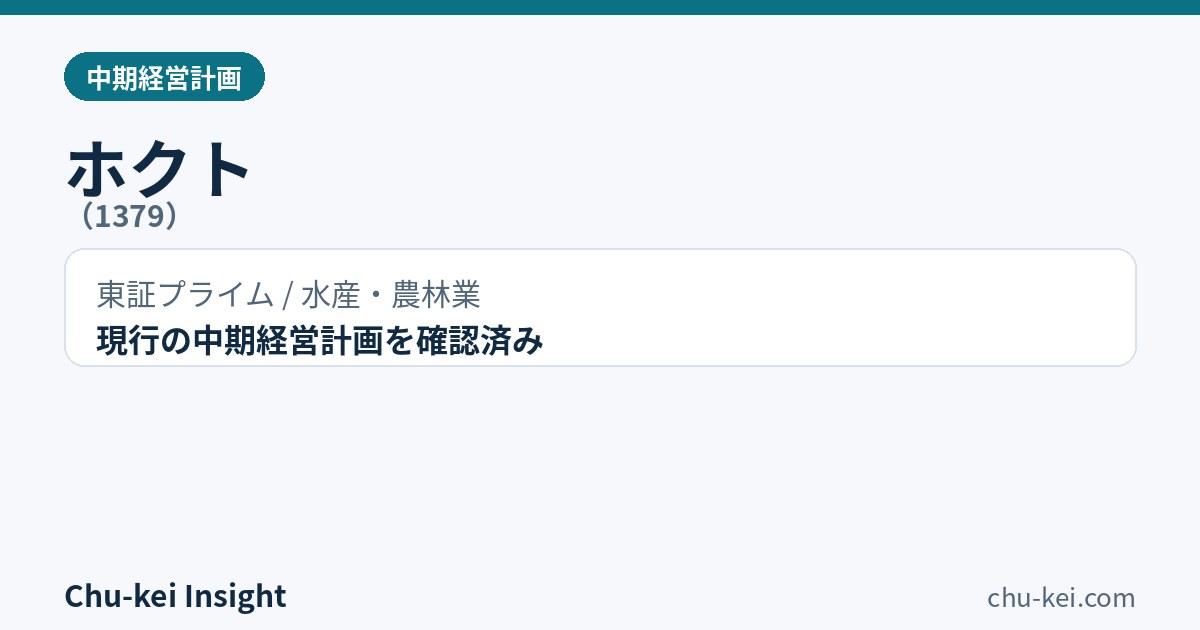 中期経営計画
ホクト
（1379）
東証プライム / 水産・農林業
現行の中期経営計画を確認済み
Chu-kei Insight
chu-kei.com